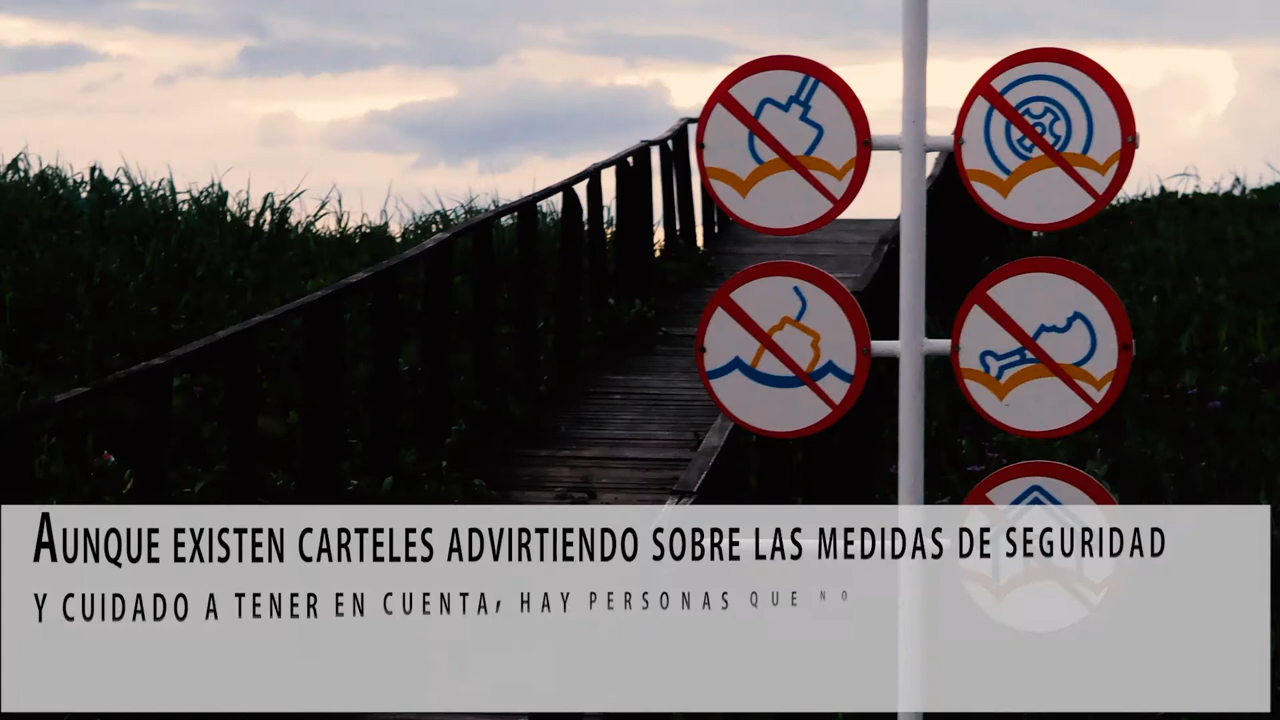 Aunque existen carteles advirtiendo sobre las medidas de seguridad
y cuidado a tener en cuenta, hay personas que no